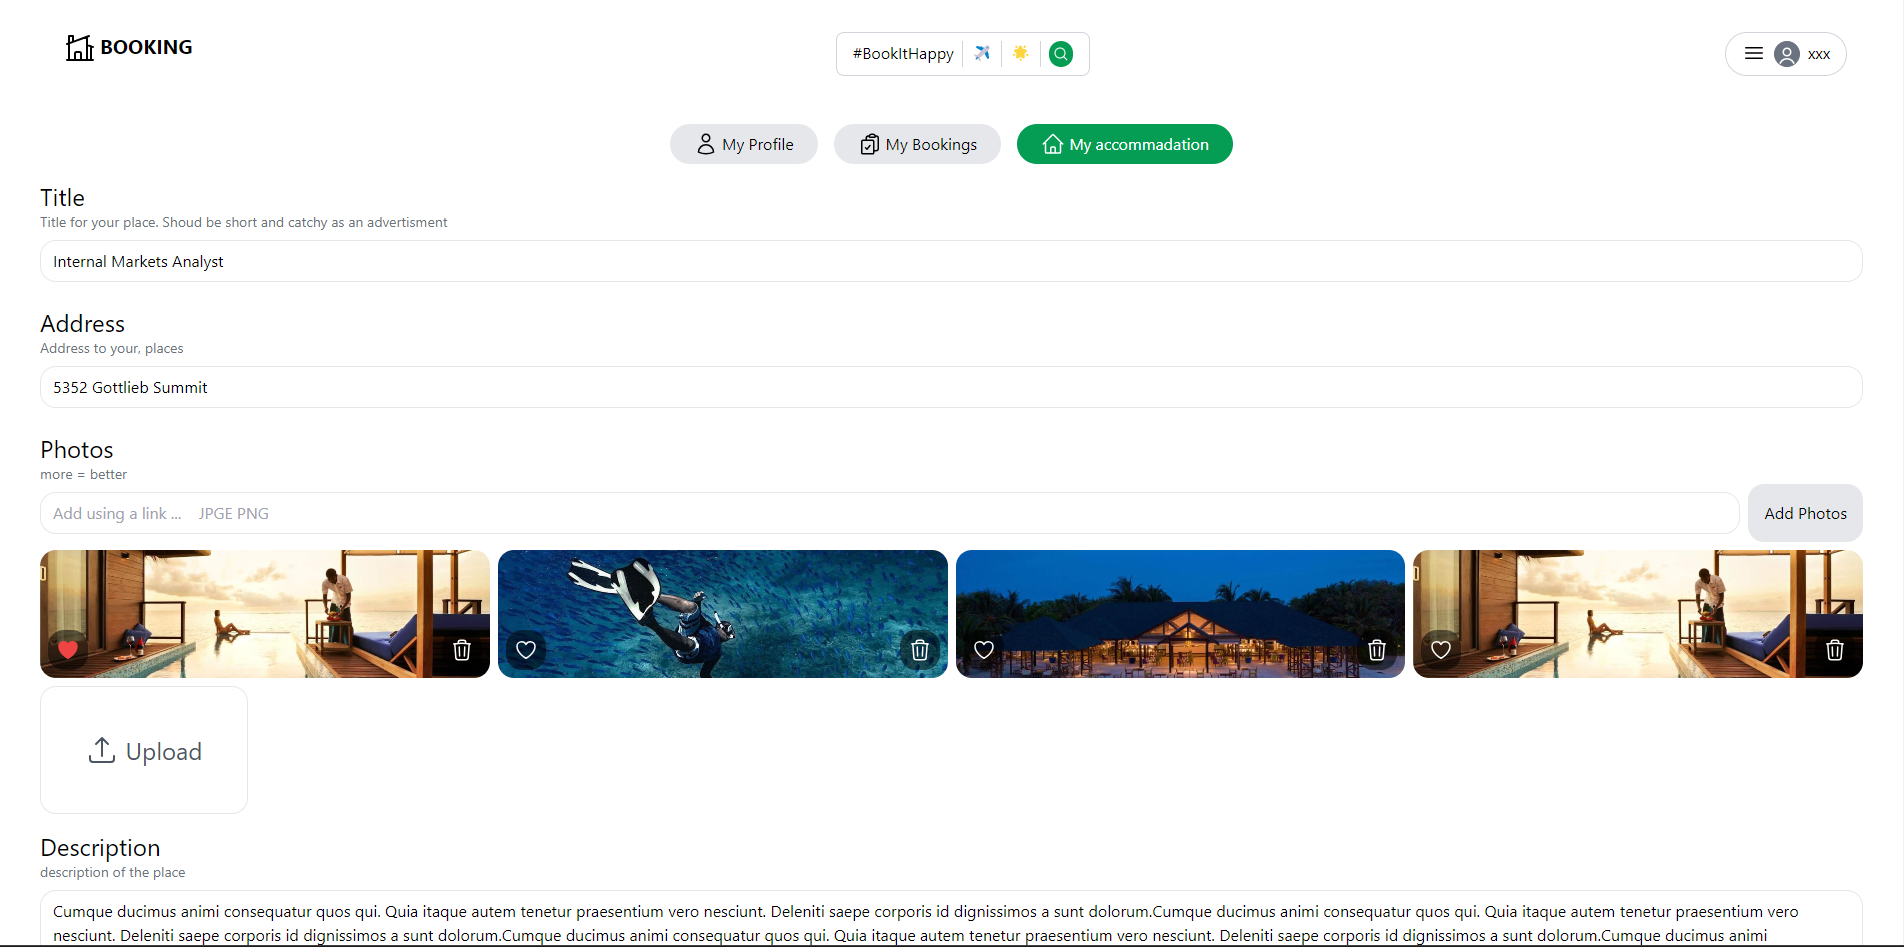 BOOKING
#BookItHappy
xxx
My Profile
My Bookings
My accommadation
Title
Title for your place. Shoud be short and catchy as an advertisment
Internal Markets Analyst
Address
Address to your, places
5352 Gottlieb Summit
Photos
more = better
Add using a link ... JPGE PNG
Add Photos
Upload
Description
description of the place
Cumque ducimus animi consequatur quos qui. Quia itaque autem tenetur praesentium vero nesciunt. Deleniti saepe corporis id dignissimos a sunt dolorum.Cumque ducimus animi consequatur quos qui. Quia itaque autem tenetur praesentium vero
nesciunt. Deleniti saepe corporis id dignissimos a sunt dolorum.Cumque ducimus animi consequatur quos qui. Quia itaque autem tenetur praesentium vero nesciunt. Deleniti saepe corporis id dignissimos a sunt dolorum.Cumque ducimus animi